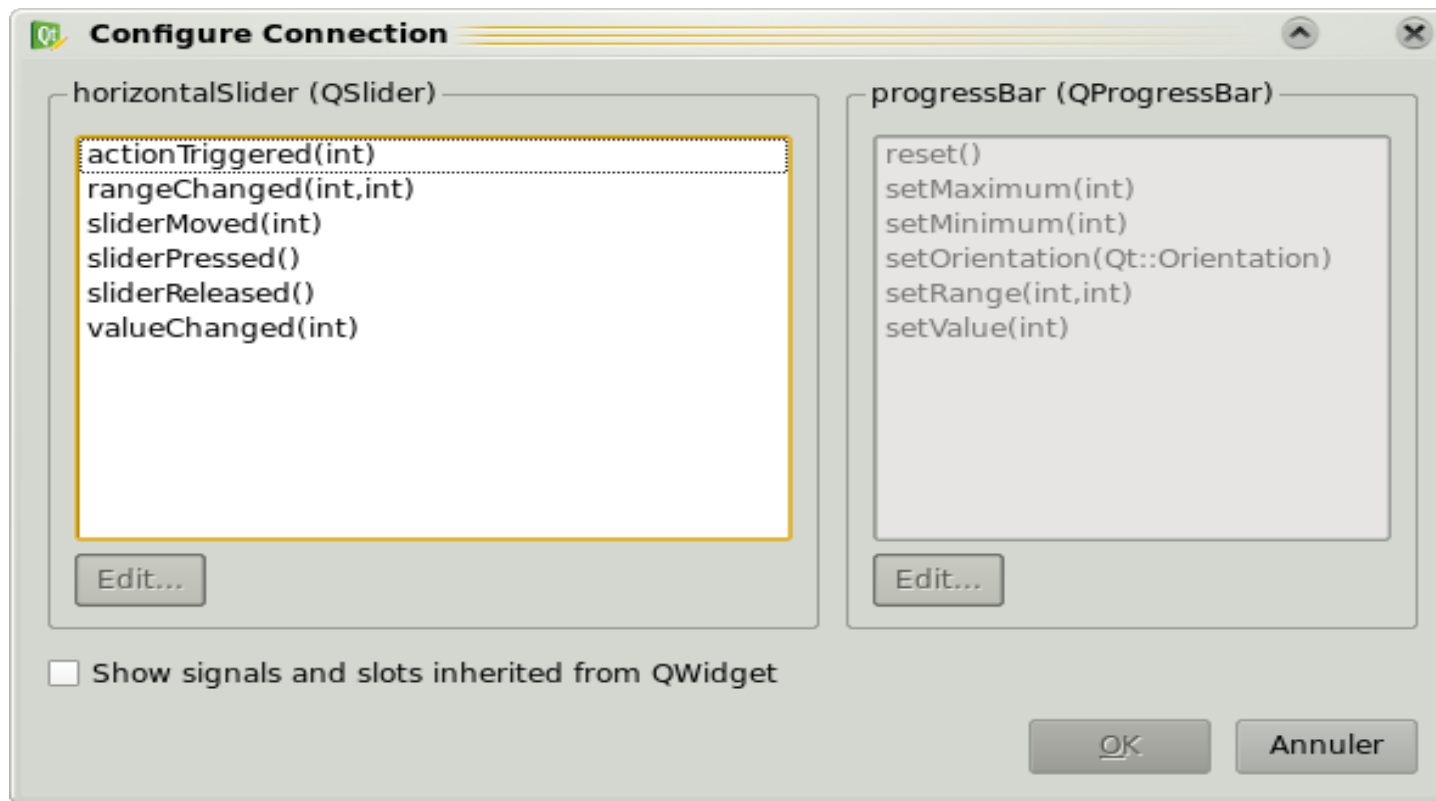 Qt Configure Connection
horizontalSlider (QSlider)
actionTriggered(int)
rangeChanged(int,int)
sliderMoved(int)
sliderPressed()
sliderReleased()
valueChanged(int)
Edit...
progressBar (QProgressBar)
reset()
setMaximum(int)
setMinimum(int)
setOrientation(Qt::Orientation)
setRange(int,int)
setValue(int)
Edit...
Show signals and slots inherited from QWidget
OK
Annuler